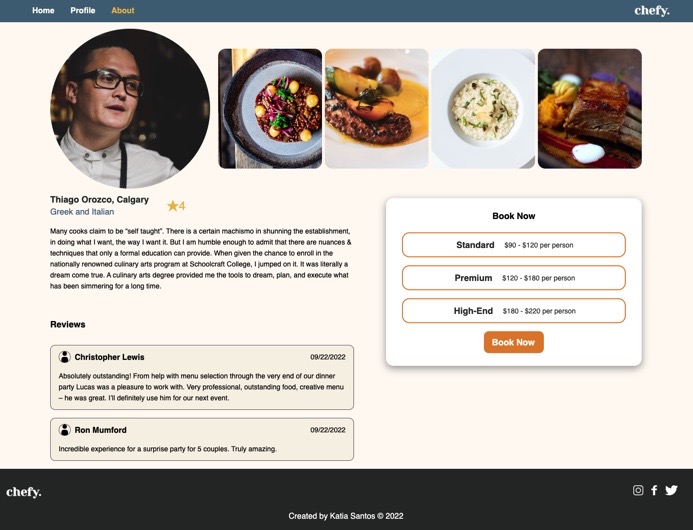 Home Profile About chefy.
Thiago Orozco, Calgary
★4
Greek and Italian
Many cooks claim to be “self taught”. There is a certain machismo in shunning the establishment,
in doing what I want, the way I want it. But I am humble enough to admit that there are nuances &
techniques that only a formal education can provide. When given the chance to enroll in the
nationally renowned culinary arts program at Schoolcraft College, I jumped on it. It was literally a
dream come true. A culinary arts degree provided me the tools to dream, plan, and execute what
has been simmering for a long time.
Book Now
Standard $90 - $120 per person
Premium $120 - $180 per person
High-End $180 - $220 per person
Book Now
Reviews
Christopher Lewis 09/22/2022
Absolutely outstanding! From help with menu selection through the very end of our dinner
party Lucas was a pleasure to work with. Very professional, outstanding food, creative menu
– he was great. I’ll definitely use him for our next event.
Ron Mumford 09/22/2022
Incredible experience for a surprise party for 5 couples. Truly amazing.
chefy.
Created by Katia Santos © 2022